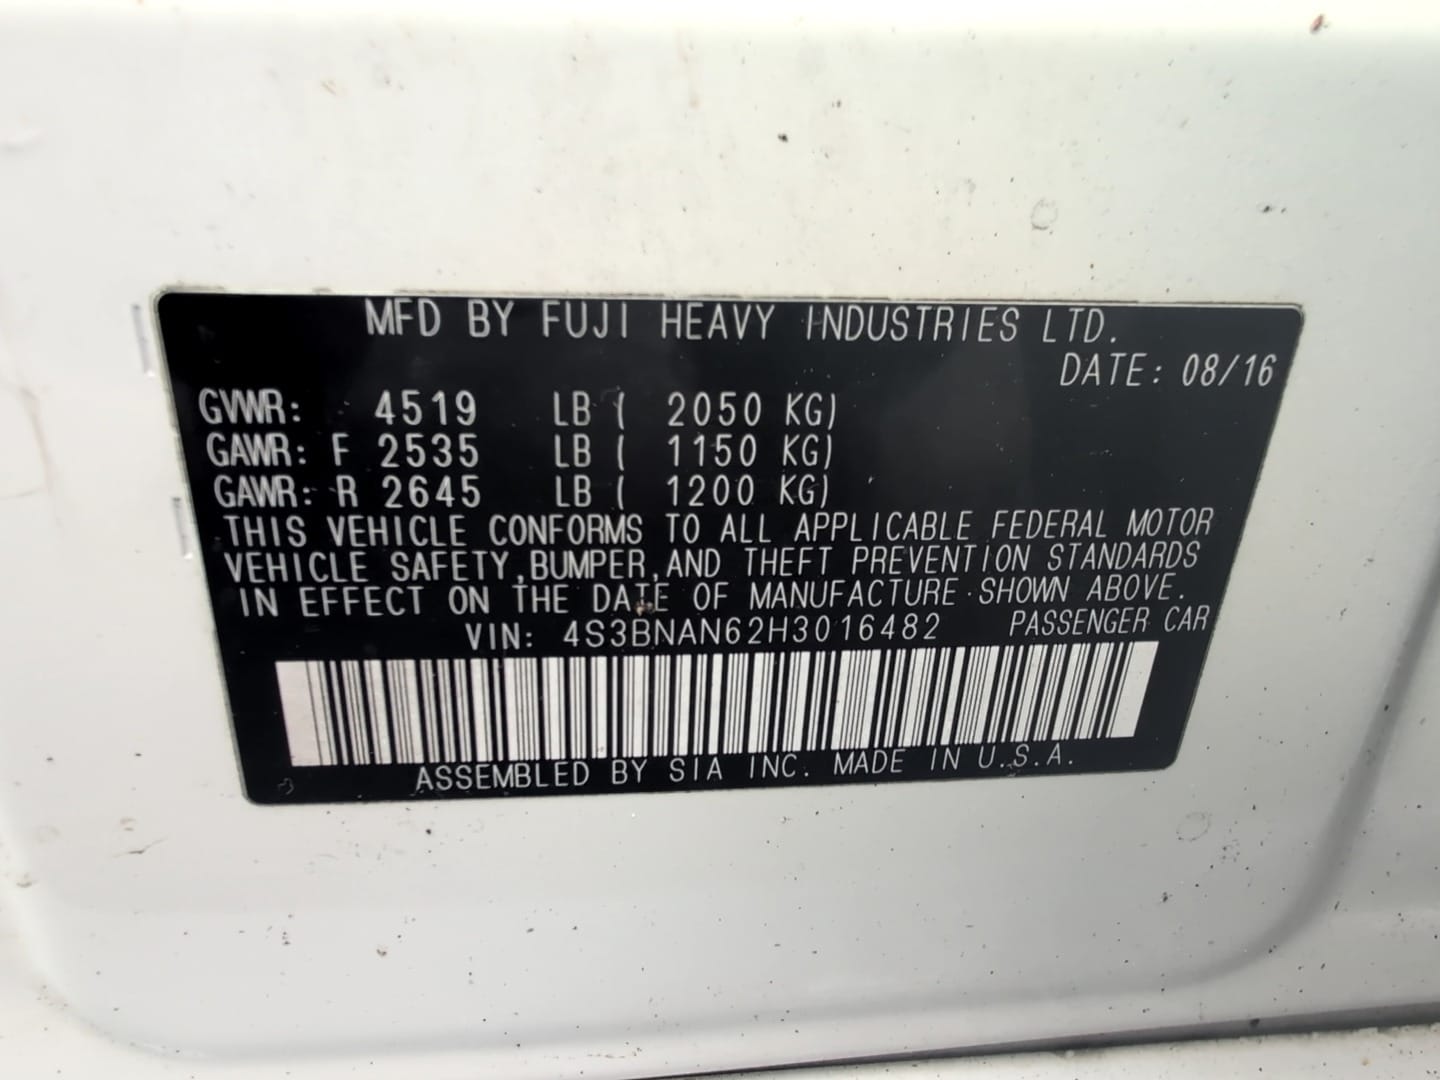 MFD BY FUJI HEAVY INDUSTRIES LTD.
DATE: 08/16
GVWR: 4519 LB ( 2050 KG)
GAWR: F 2535 LB ( 1150 KG)
GAWR: R 2645 LB ( 1200 KG)
THIS VEHICLE CONFORMS TO ALL APPLICABLE FEDERAL MOTOR
VEHICLE SAFETY,BUMPER,AND THEFT PREVENTION STANDARDS
IN EFFECT ON THE DATE OF MANUFACTURE SHOWN ABOVE.
VIN: 4S3BNAN62H3016482 PASSENGER CAR
ASSEMBLED BY SIA INC. MADE IN U.S.A.